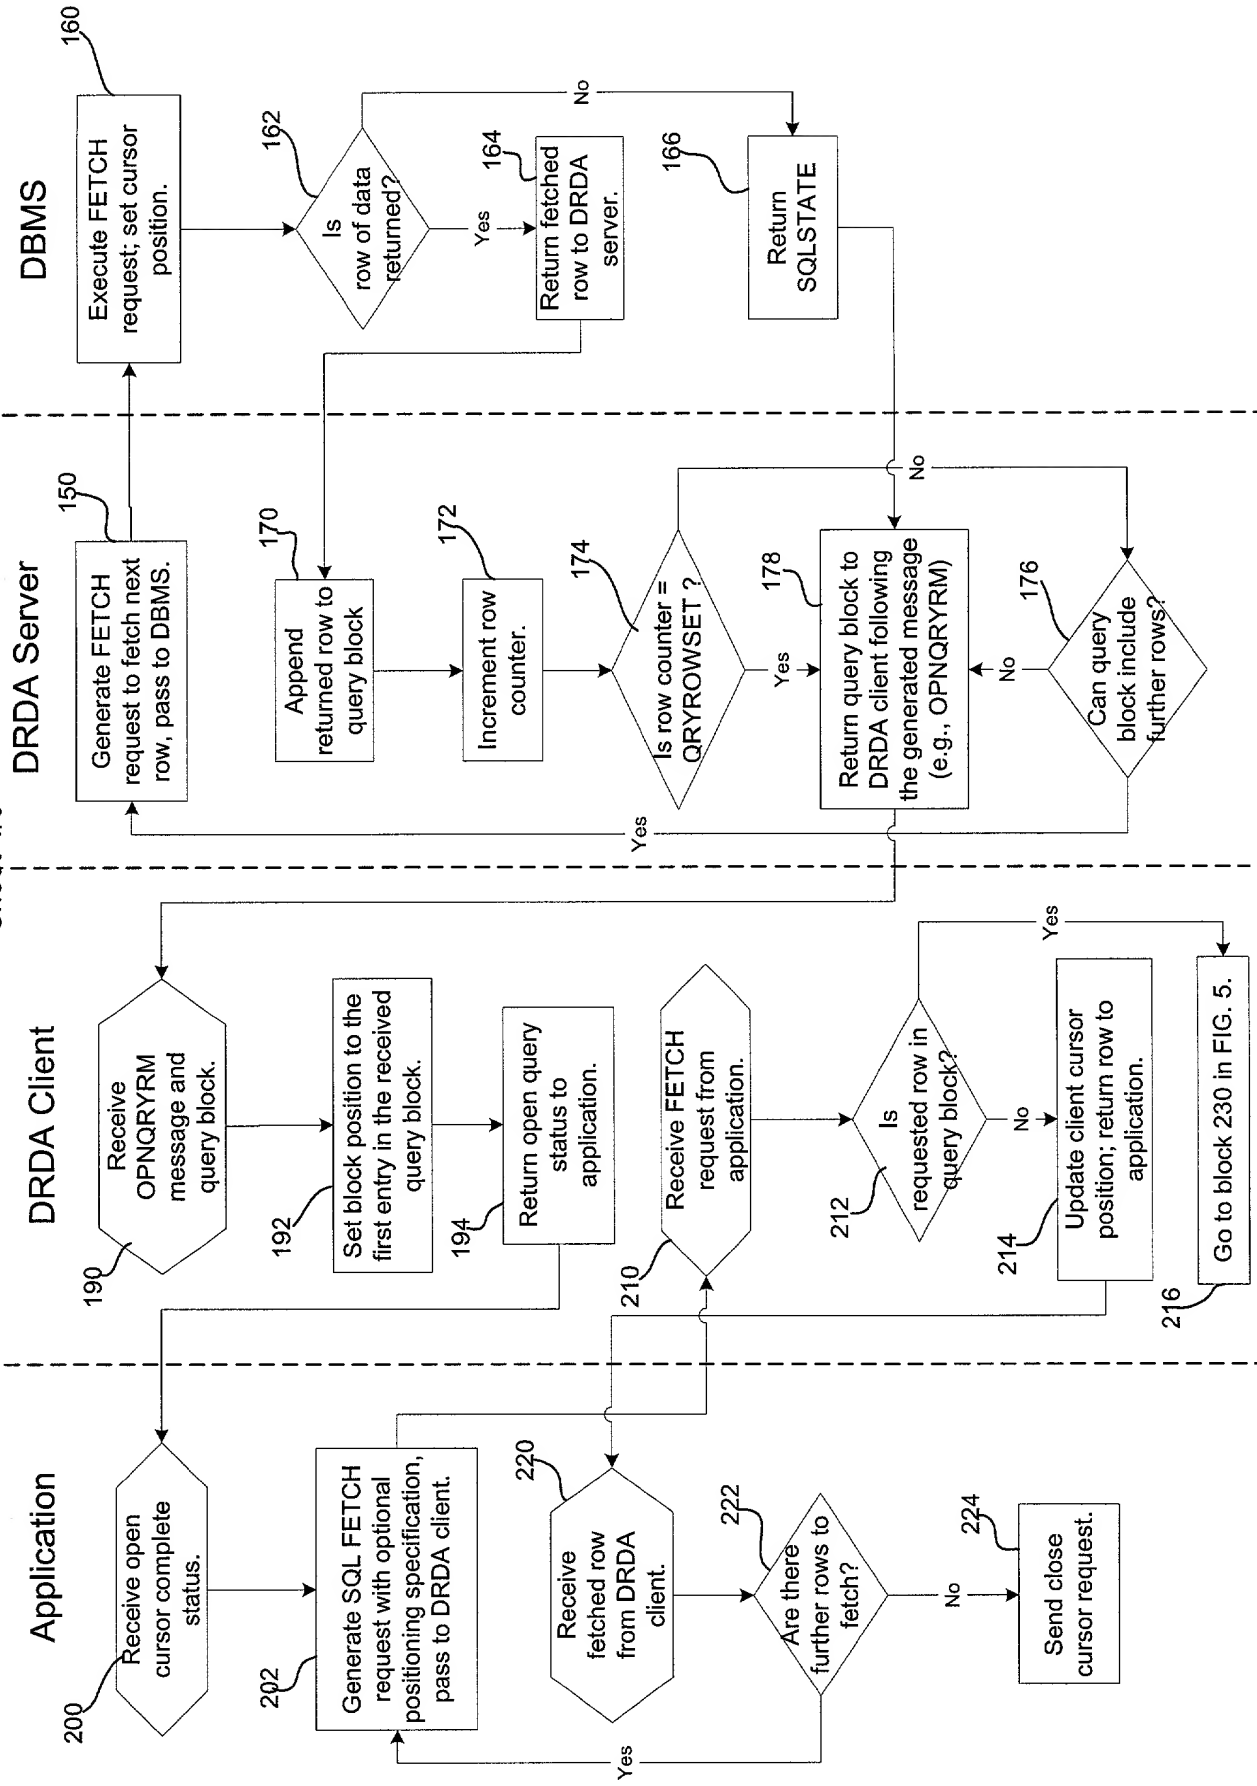 Application
200
Receive open
cursor complete
status.
202
Generate SQL FETCH
request with optional
positioning specification,
pass to DRDA client.
220
Receive
fetched row
from DRDA
client.
222
Are there
further rows to
fetch?
Yes
No
224
Send close
cursor request.
DRDA Client
190
Receive
OPNQRYRM
message and
query block.
192
Set block position to the
first entry in the received
query block.
194
Return open query
status to
application.
210
Receive FETCH
request from
application.
212
Is
requested row in
query block?
No
Yes
214
Update client cursor
position; return row to
application.
216
Go to block 230 in FIG. 5.
DRDA Server
150
Generate FETCH
request to fetch next
row, pass to DBMS.
170
Append
returned row to
query block
172
Increment row
counter.
174
Is row counter =
QRYROWSET ?
Yes
No
178
Return query block to
DRDA client following
the generated message
(e.g., OPNQRYRM)
No
176
Can query
block include
further rows?
Yes
DBMS
160
Execute FETCH
request; set cursor
position.
162
Is
row of data
returned?
Yes
No
164
Return fetched
row to DRDA
server.
166
Return
SQLSTATE